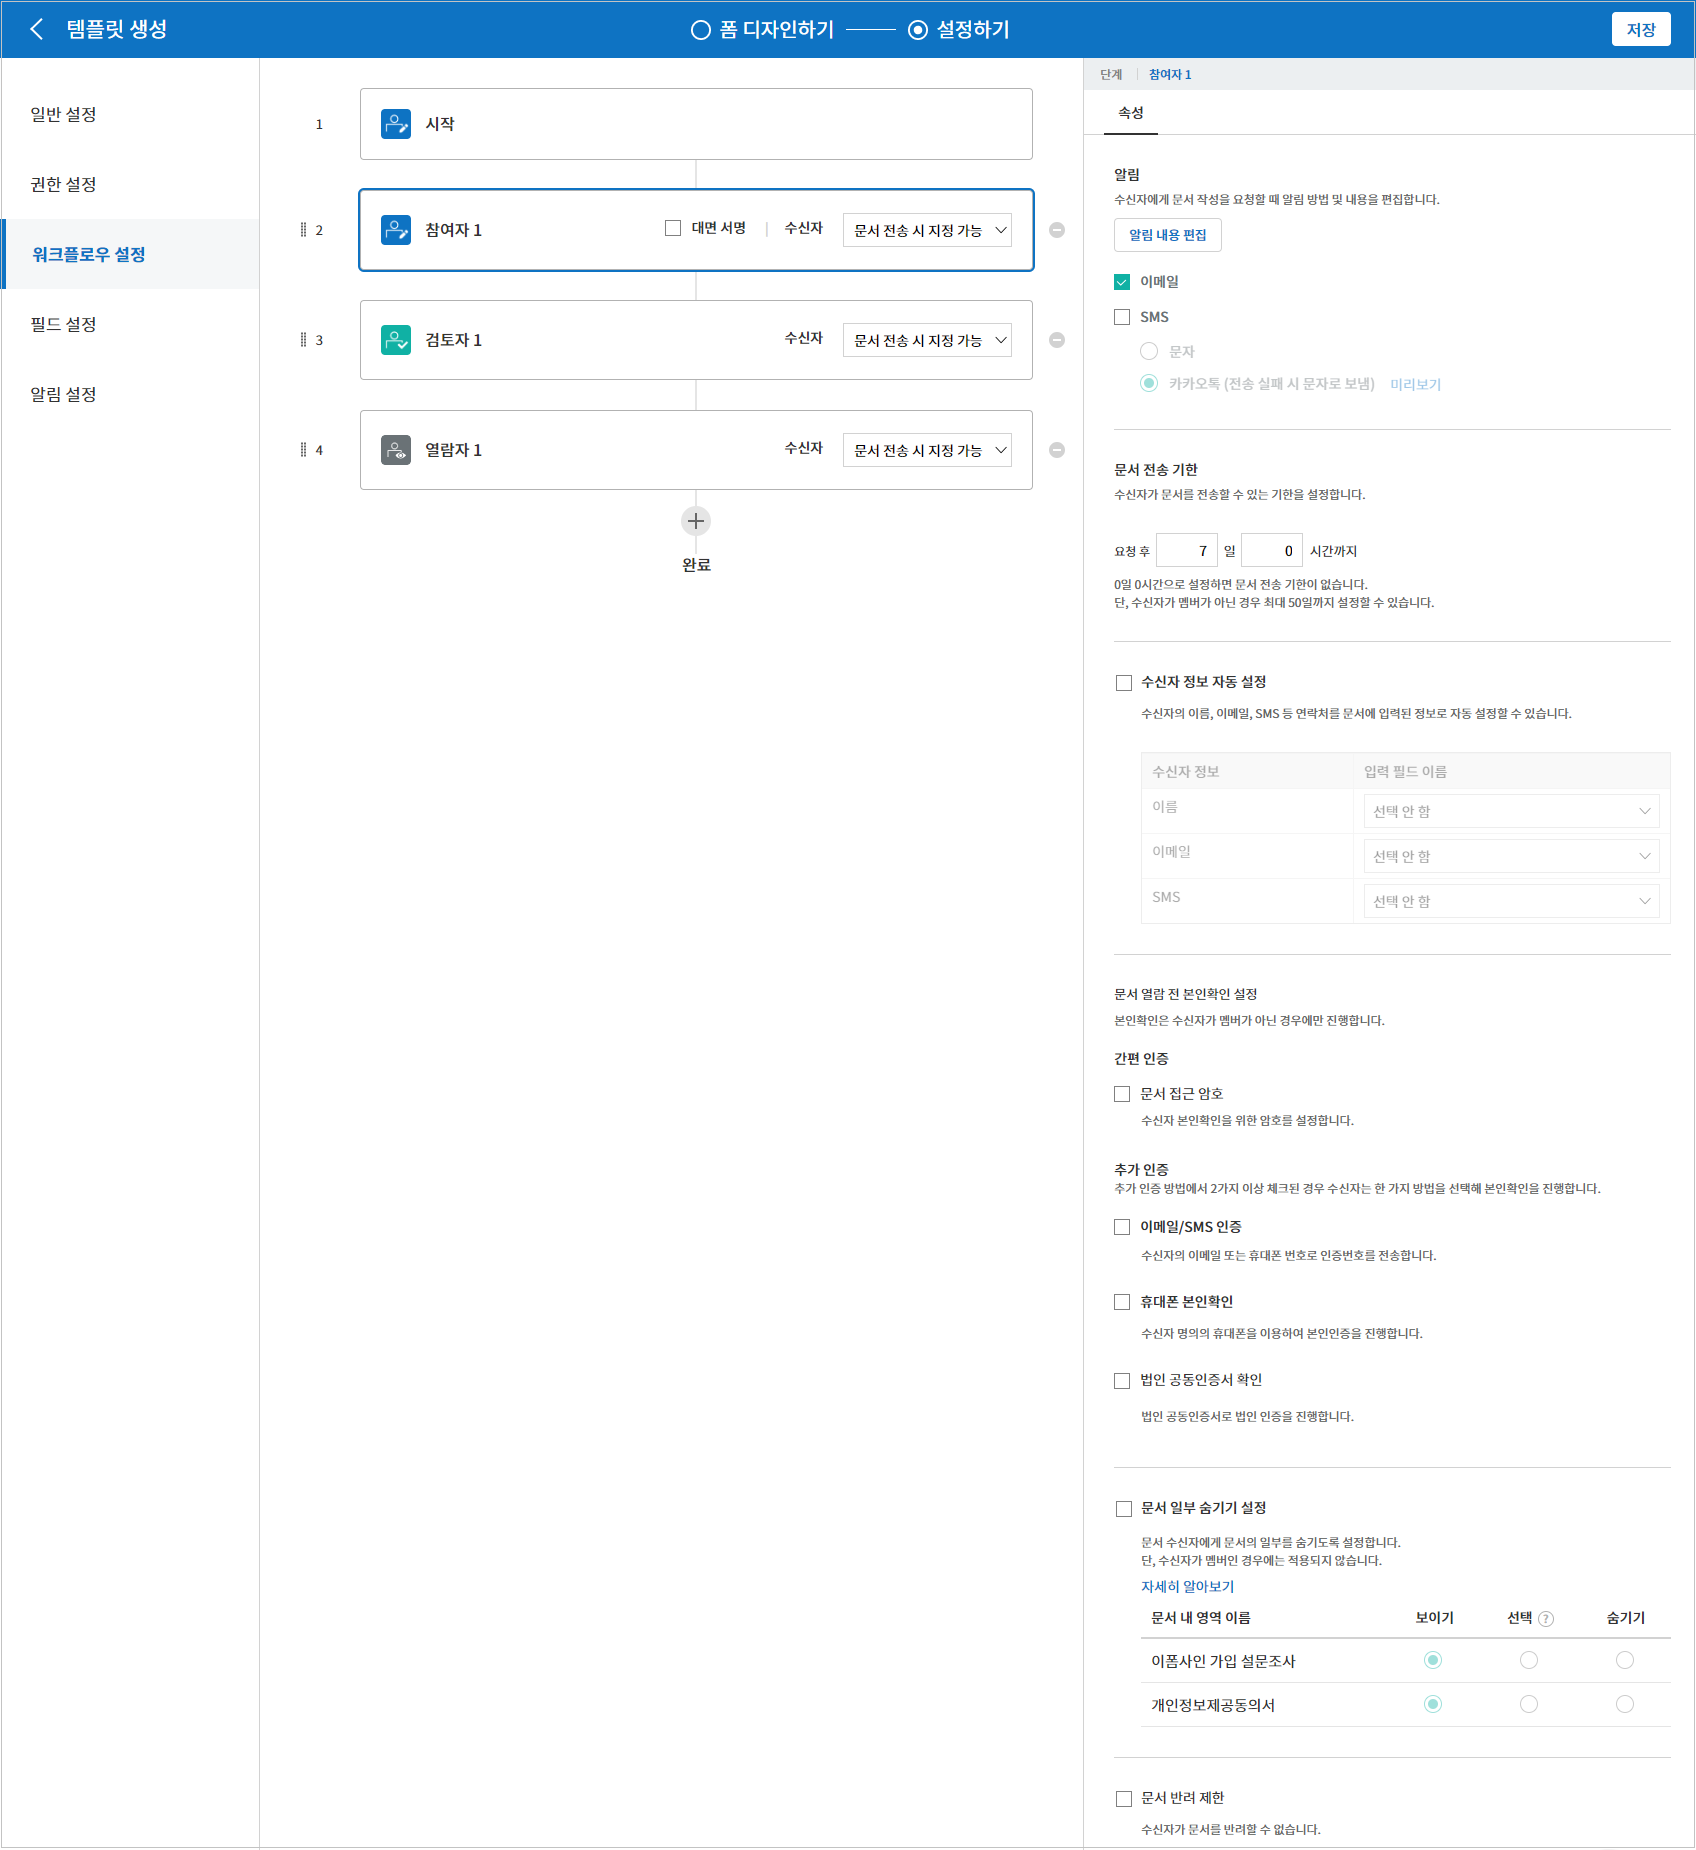 템플릿 생성
폼 디자인하기
설정하기
저장
일반 설정
권한 설정
워크플로우 설정
필드 설정
알림 설정
1
시작
2
참여자 1
대면 서명
수신자
문서 전송 시 지정 가능
3
검토자 1
수신자
문서 전송 시 지정 가능
4
열람자 1
수신자
문서 전송 시 지정 가능
완료
단계
참여자 1
속성
알림
수신자에게 문서 작성을 요청할 때 알림 방법 및 내용을 편집합니다.
알림 내용 편집
이메일
SMS
문자
카카오톡 (전송 실패 시 문자로 보냄) 미리보기
문서 전송 기한
수신자가 문서를 전송할 수 있는 기한을 설정합니다.
요청 후 7 일 0 시간까지
0일 0시간으로 설정하면 문서 전송 기한이 없습니다.
단, 수신자가 멤버가 아닌 경우 최대 50일까지 설정할 수 있습니다.
수신자 정보 자동 설정
수신자의 이름, 이메일, SMS 등 연락처를 문서에 입력된 정보로 자동 설정할 수 있습니다.
수신자 정보 입력 필드 이름
이름 선택 안 함
이메일 선택 안 함
SMS 선택 안 함
문서 열람 전 본인확인 설정
본인확인은 수신자가 멤버가 아닌 경우에만 진행합니다.
간편 인증
문서 접근 암호
수신자 본인확인을 위한 암호를 설정합니다.
추가 인증
추가 인증 방법에서 2가지 이상 체크된 경우 수신자는 한 가지 방법을 선택해 본인확인을 진행합니다.
이메일/SMS 인증
수신자의 이메일 또는 휴대폰 번호로 인증번호를 전송합니다.
휴대폰 본인확인
수신자 명의의 휴대폰을 이용하여 본인인증을 진행합니다.
법인 공동인증서 확인
법인 공동인증서로 법인 인증을 진행합니다.
문서 일부 숨기기 설정
문서 수신자에게 문서의 일부를 숨기도록 설정합니다.
단, 수신자가 멤버인 경우에는 적용되지 않습니다.
자세히 알아보기
문서 내 영역 이름 보이기 선택 ? 숨기기
이폼사인 가입 설문조사
개인정보제공동의서
문서 반려 제한
수신자가 문서를 반려할 수 없습니다.